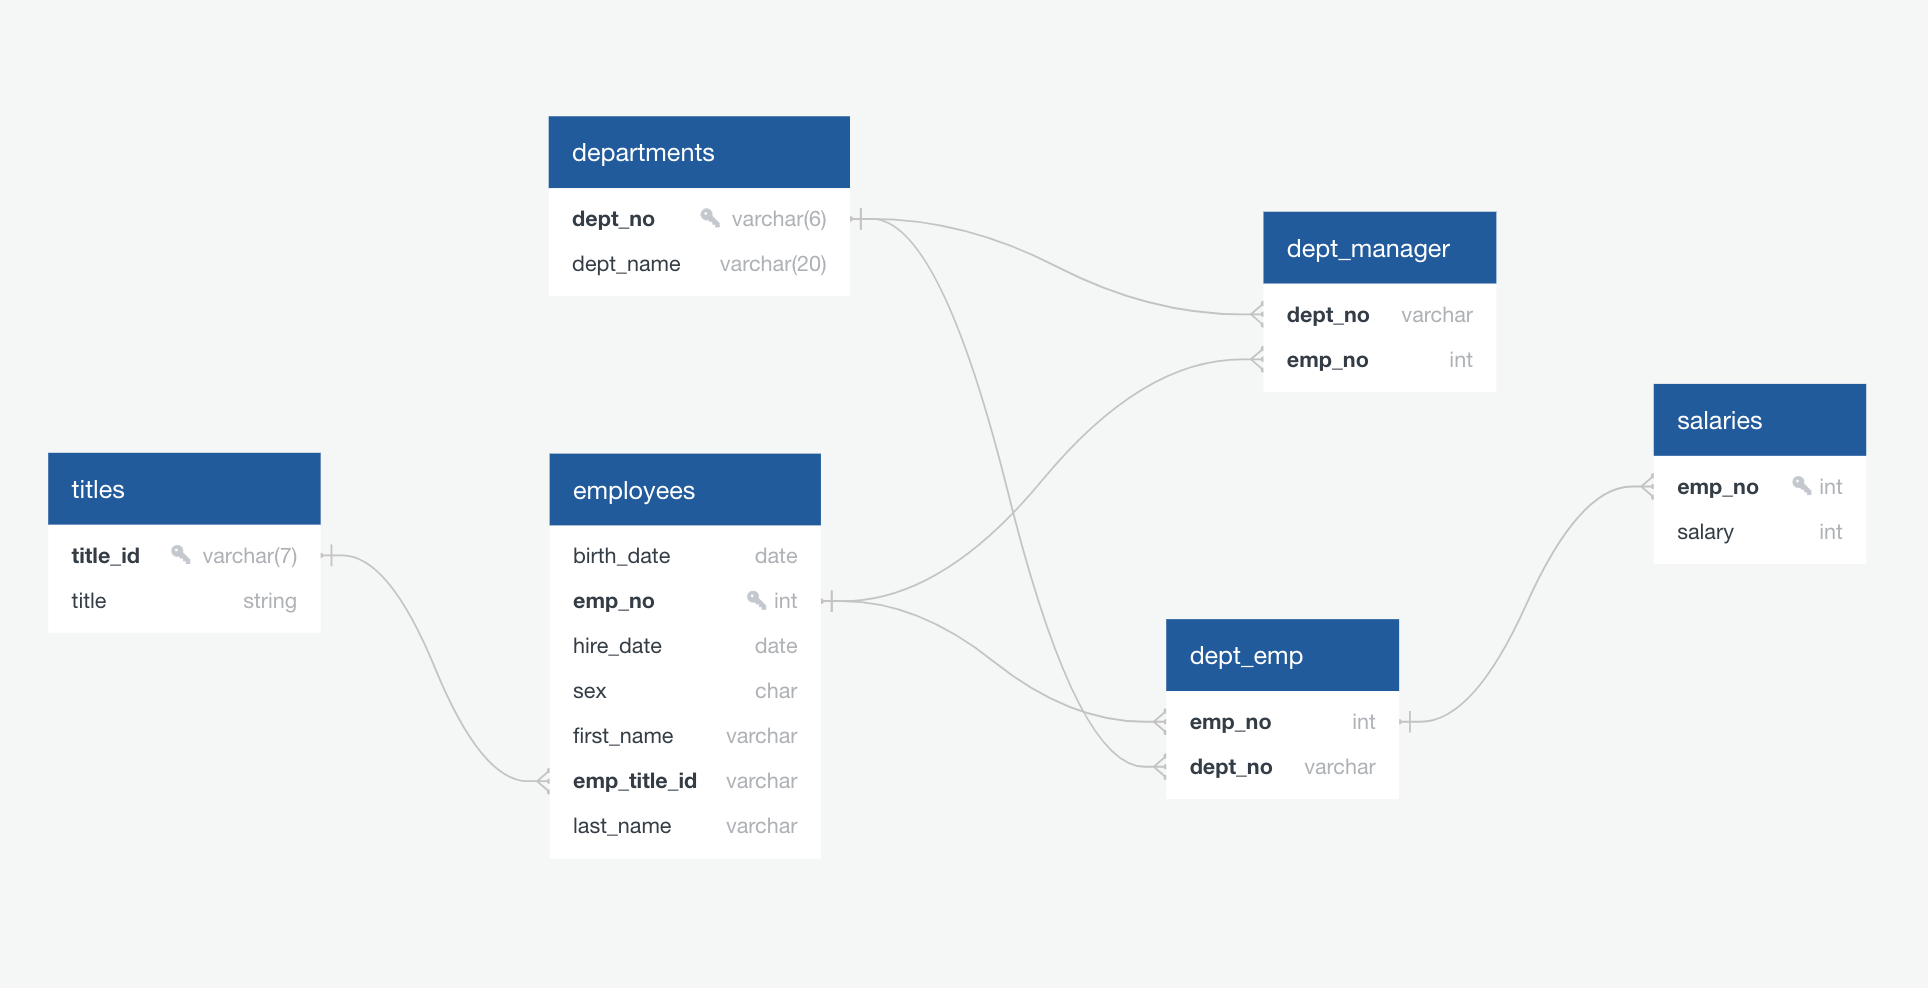 departments
dept_no varchar(6)
dept_name varchar(20)
dept_manager
dept_no varchar
emp_no int
salaries
emp_no int
salary int
titles
title_id varchar(7)
title string
employees
birth_date date
emp_no int
hire_date date
sex char
first_name varchar
emp_title_id varchar
last_name varchar
dept_emp
emp_no int
dept_no varchar